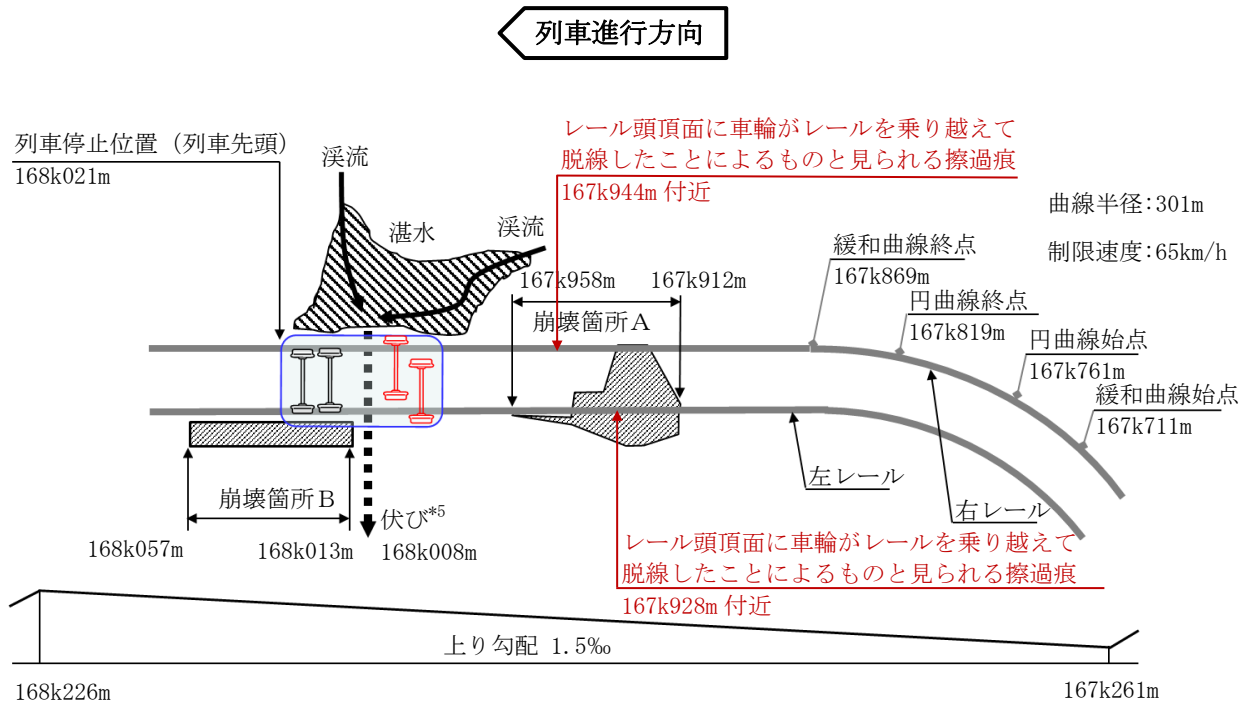 列車進行方向
列車停止位置（列車先頭）
168k021m
渓流
湛水
渓流
レール頭頂面に車輪がレールを乗り越えて
脱線したことによるものと見られる擦過痕
167k944m 付近
曲線半径:301m
制限速度:65km/h
緩和曲線終点
167k869m
円曲線終点
167k819m
円曲線始点
167k761m
緩和曲線始点
167k711m
167k958m
167k912m
崩壊箇所A
左レール
右レール
崩壊箇所B
168k057m
168k013m
伏び*5
168k008m
レール頭頂面に車輪がレールを乗り越えて
脱線したことによるものと見られる擦過痕
167k928m 付近
上り勾配 1.5‰
168k226m
167k261m